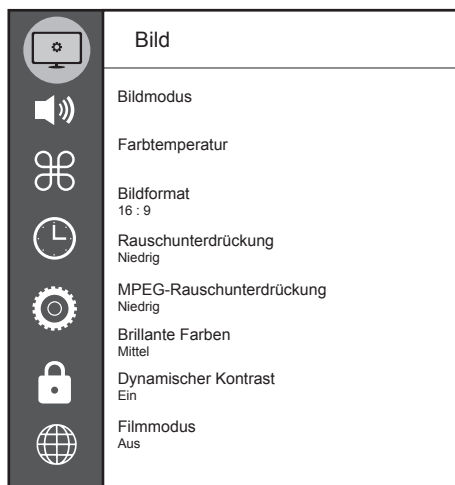 Bild
Bildmodus
Farbtemperatur
Bildformat
16 : 9
Rauschunterdrückung
Niedrig
MPEG-Rauschunterdrückung
Niedrig
Brillante Farben
Mittel
Dynamischer Kontrast
Ein
Filmmodus
Aus